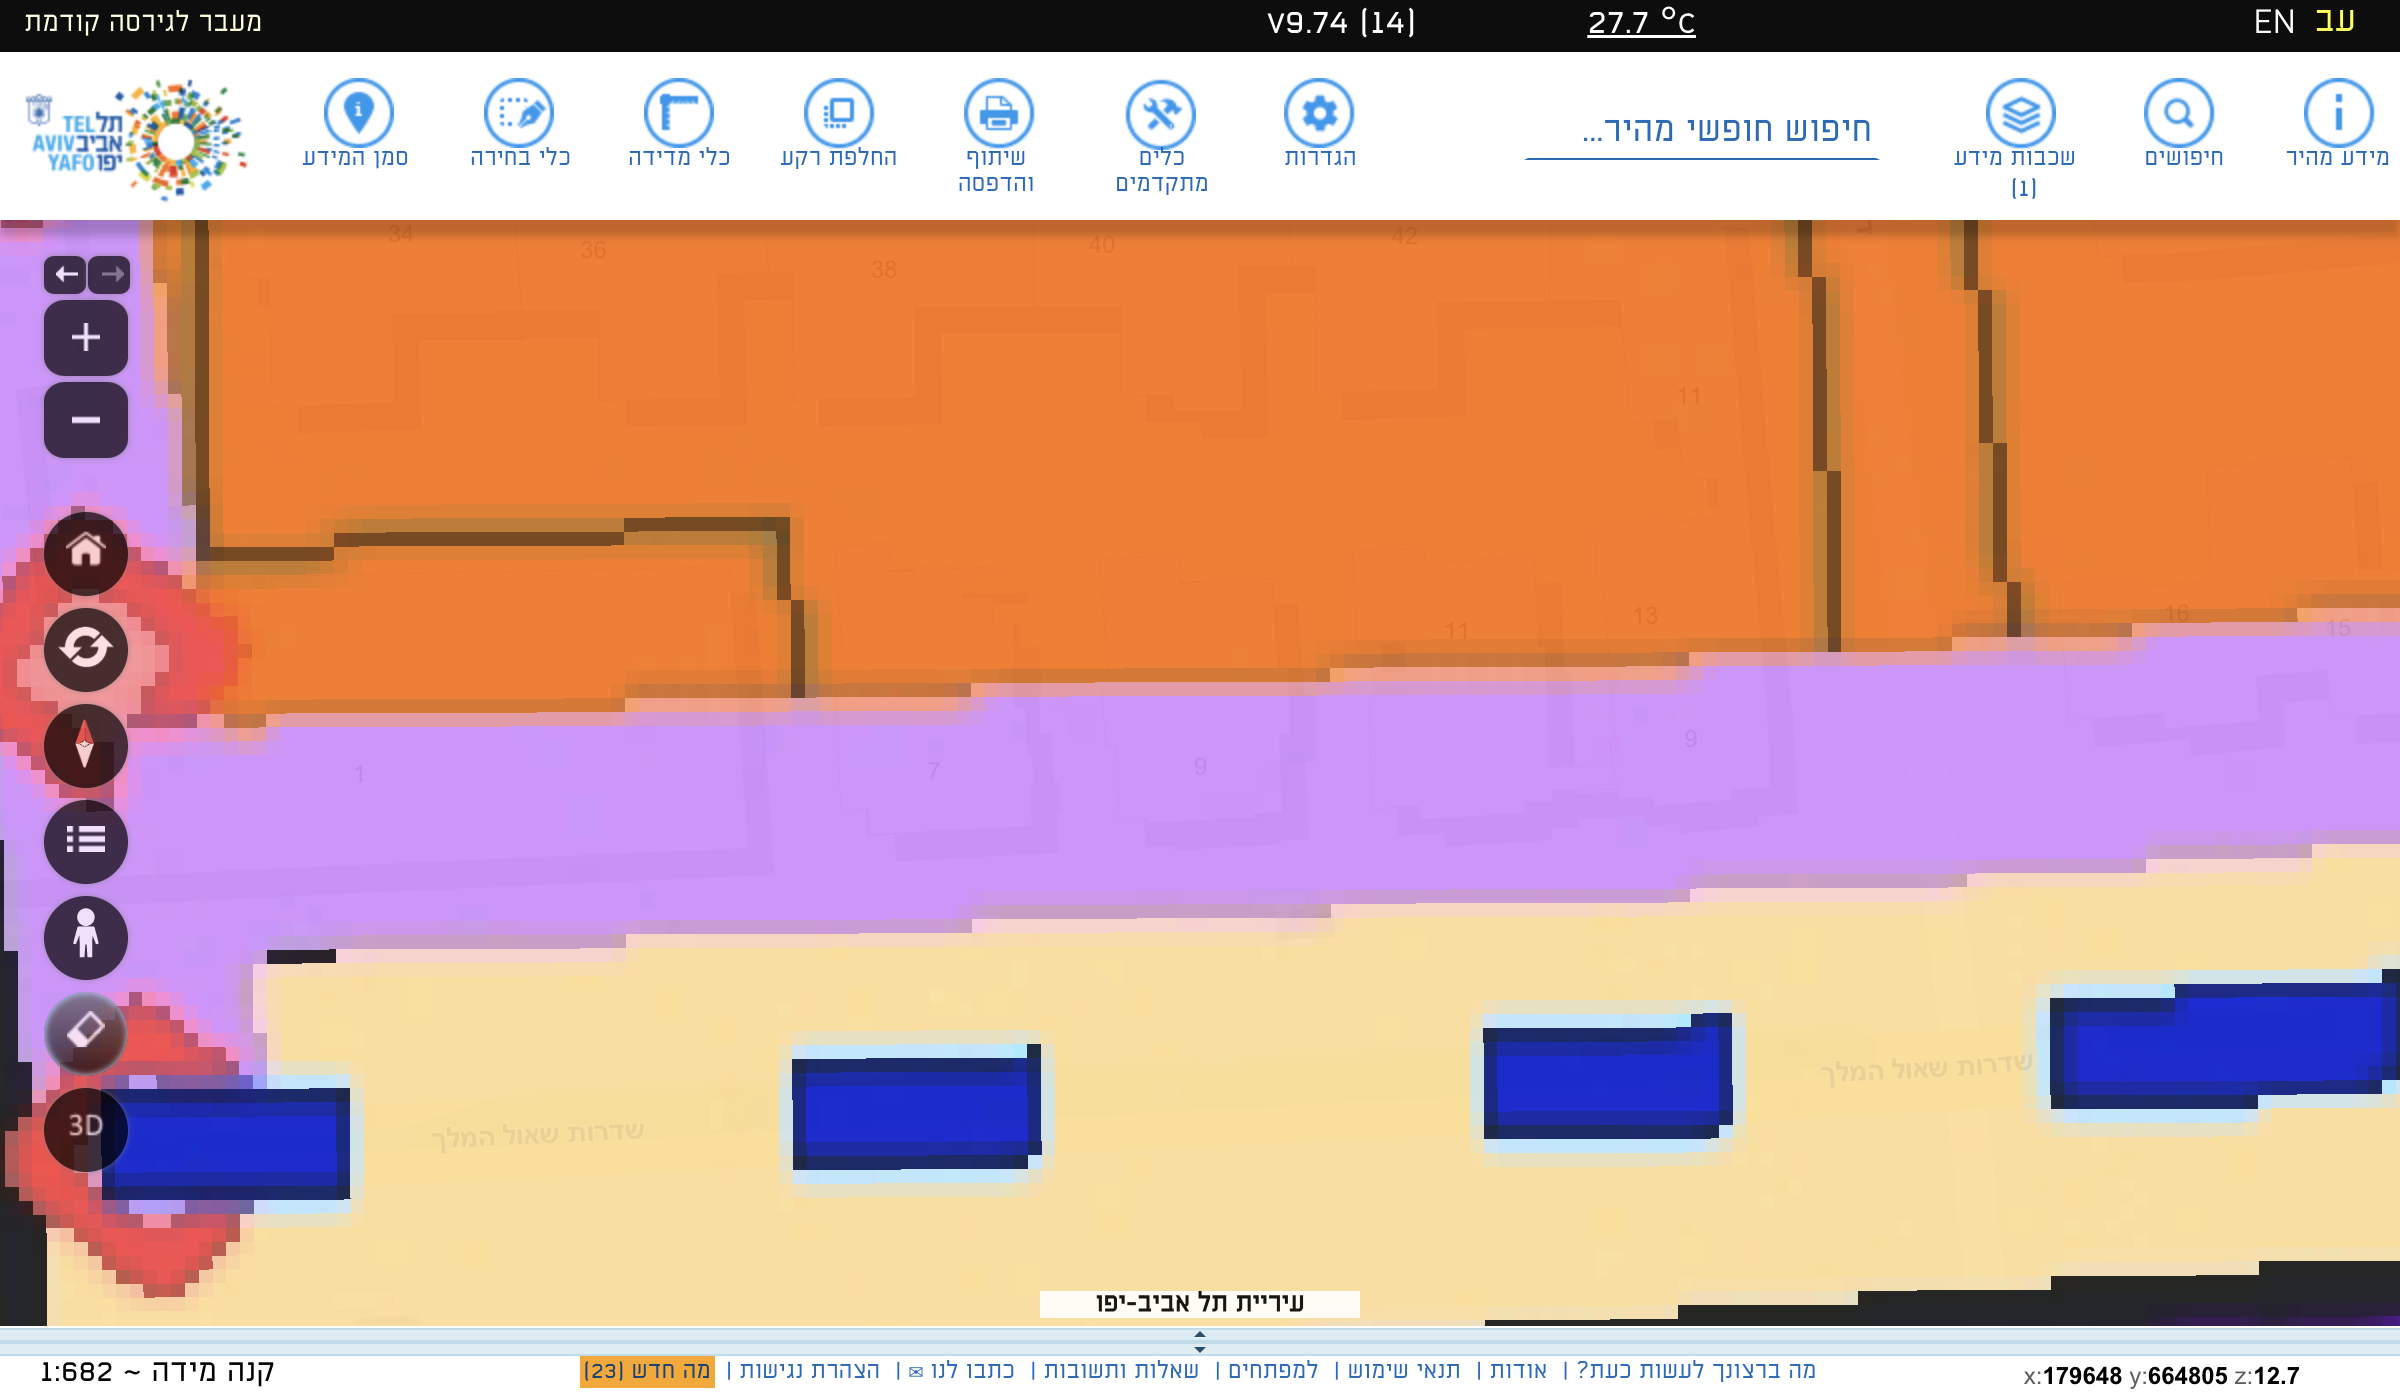 עב EN
27.7 °C
V9.74 (14)
מעבר לגירסה קודמת
מידע מהיר
חיפושים
שכבות מידע
(1)
חיפוש חופשי מהיר...
הגדרות
כלים
מתקדמים
שיתוף
והדפסה
החלפת רקע
כלי מדידה
כלי בחירה
סמן המידע
תל
אביב
יפו
TEL
AVIV
YAFO
34
36
38
40
42
11
11
13
16
15
1
7
9
9
שדרות שאול המלך
שדרות שאול המלך
3D
עיריית תל אביב-יפו
מה ברצונך לעשות כעת? | אודות | תנאי שימוש | למפתחים | שאלות ותשובות | כתבו לנו ✉ | הצהרת נגישות | מה חדש (23)
קנה מידה ~ 1:682
x:179648 y:664805 z:12.7